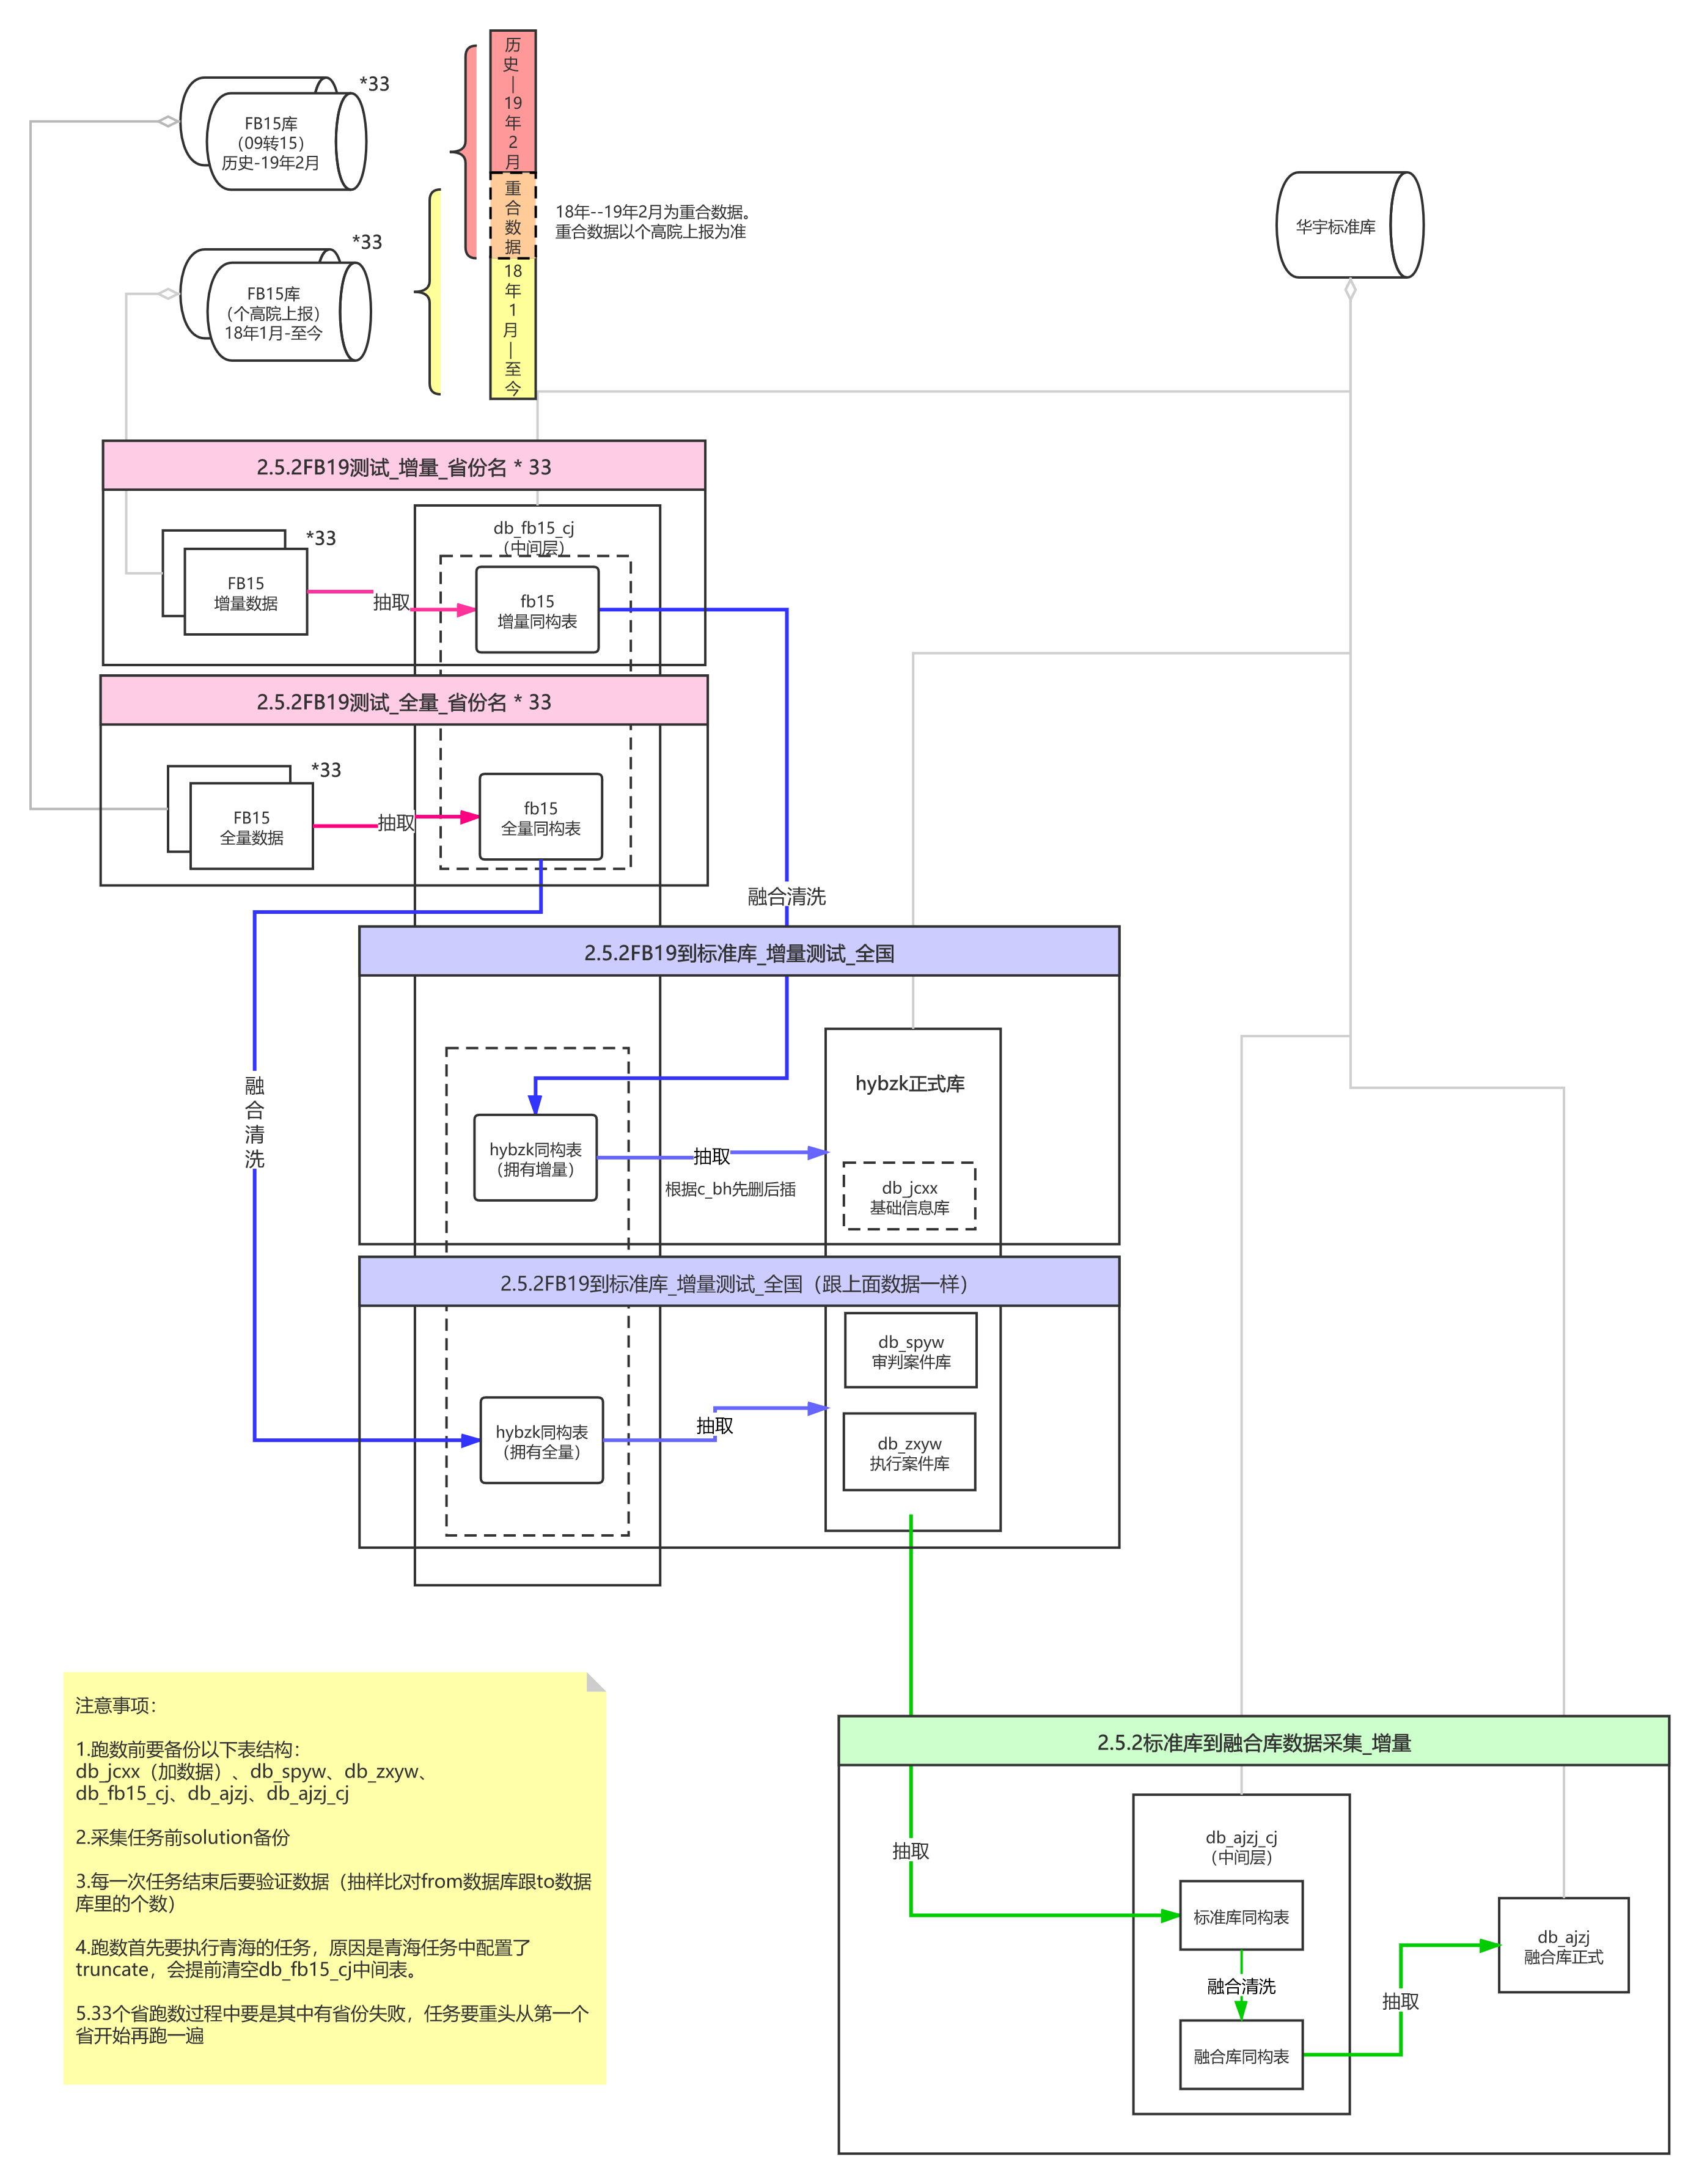 *33
FB15库
（09转15）
历史-19年2月
*33
FB15库
（个高院上报）
18年1月-至今
历
史
—
19
年
2
月
重
合
数
据
18
年
1
月
—
至
今
18年--19年2月为重合数据。
重合数据以个高院上报为准
华宇标准库
2.5.2FB19测试_增量_省份名 * 33
*33
FB15
增量数据
抽取
db_fb15_cj
（中间层）
fb15
增量同构表
2.5.2FB19测试_全量_省份名 * 33
*33
FB15
全量数据
抽取
fb15
全量同构表
融合清洗
融
合
清
洗
2.5.2FB19到标准库_增量测试_全国
hybzk同构表
（拥有增量）
抽取
根据c_bh先删后插
hybzk正式库
db_jcxx
基础信息库
2.5.2FB19到标准库_增量测试_全国（跟上面数据一样）
hybzk同构表
（拥有全量）
抽取
db_spyw
审判案件库
db_zxyw
执行案件库
注意事项：
1.跑数前要备份以下表结构：
db_jcxx（加数据）、db_spyw、db_zxyw、
db_fb15_cj、db_ajzj、db_ajzj_cj
2.采集任务前solution备份
3.每一次任务结束后要验证数据（抽样比对from数据库跟to数据
库里的个数）
4.跑数首先要执行青海的任务，原因是青海任务中配置了
truncate，会提前清空db_fb15_cj中间表。
5.33个省跑数过程中要是其中有省份失败，任务要重头从第一个
省开始再跑一遍
2.5.2标准库到融合库数据采集_增量
抽取
db_ajzj_cj
（中间层）
标准库同构表
融合清洗
融合库同构表
抽取
db_ajzj
融合库正式